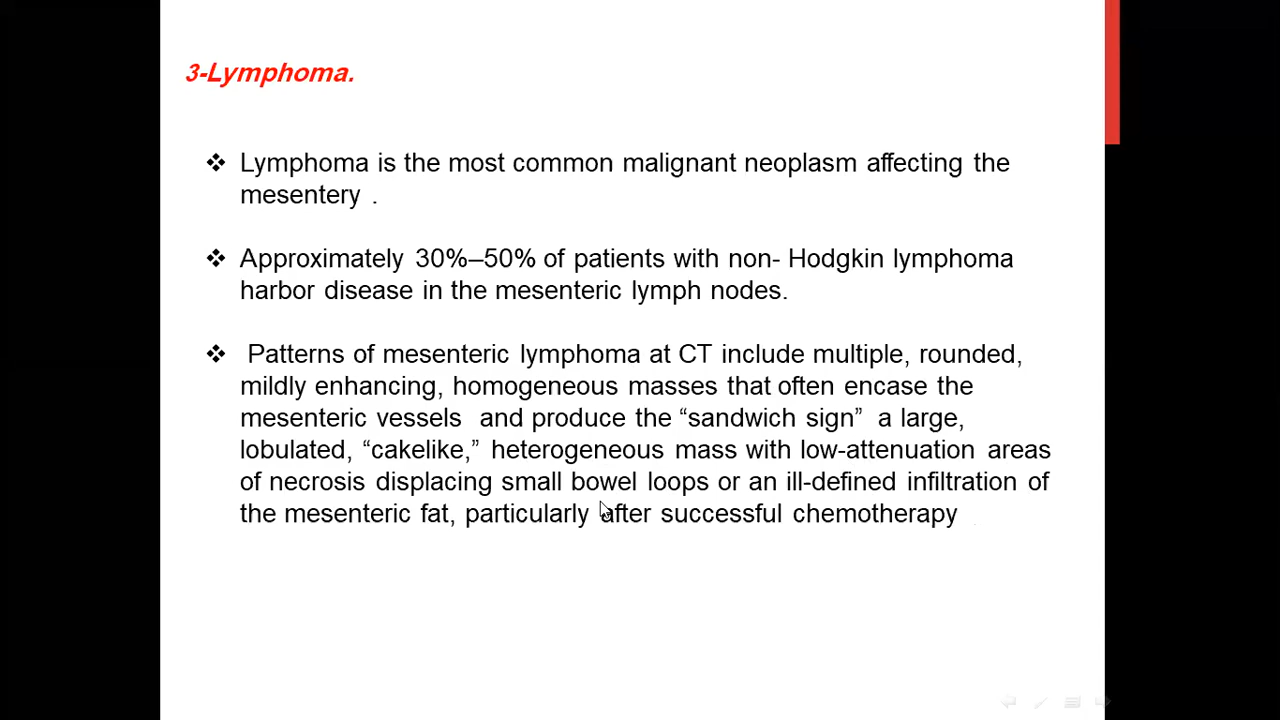 3-Lymphoma.
❖ Lymphoma is the most common malignant neoplasm affecting the
mesentery .
❖ Approximately 30%–50% of patients with non- Hodgkin lymphoma
harbor disease in the mesenteric lymph nodes.
❖ Patterns of mesenteric lymphoma at CT include multiple, rounded,
mildly enhancing, homogeneous masses that often encase the
mesenteric vessels and produce the “sandwich sign” a large,
lobulated, “cakelike,” heterogeneous mass with low-attenuation areas
of necrosis displacing small bowel loops or an ill-defined infiltration of
the mesenteric fat, particularly after successful chemotherapy